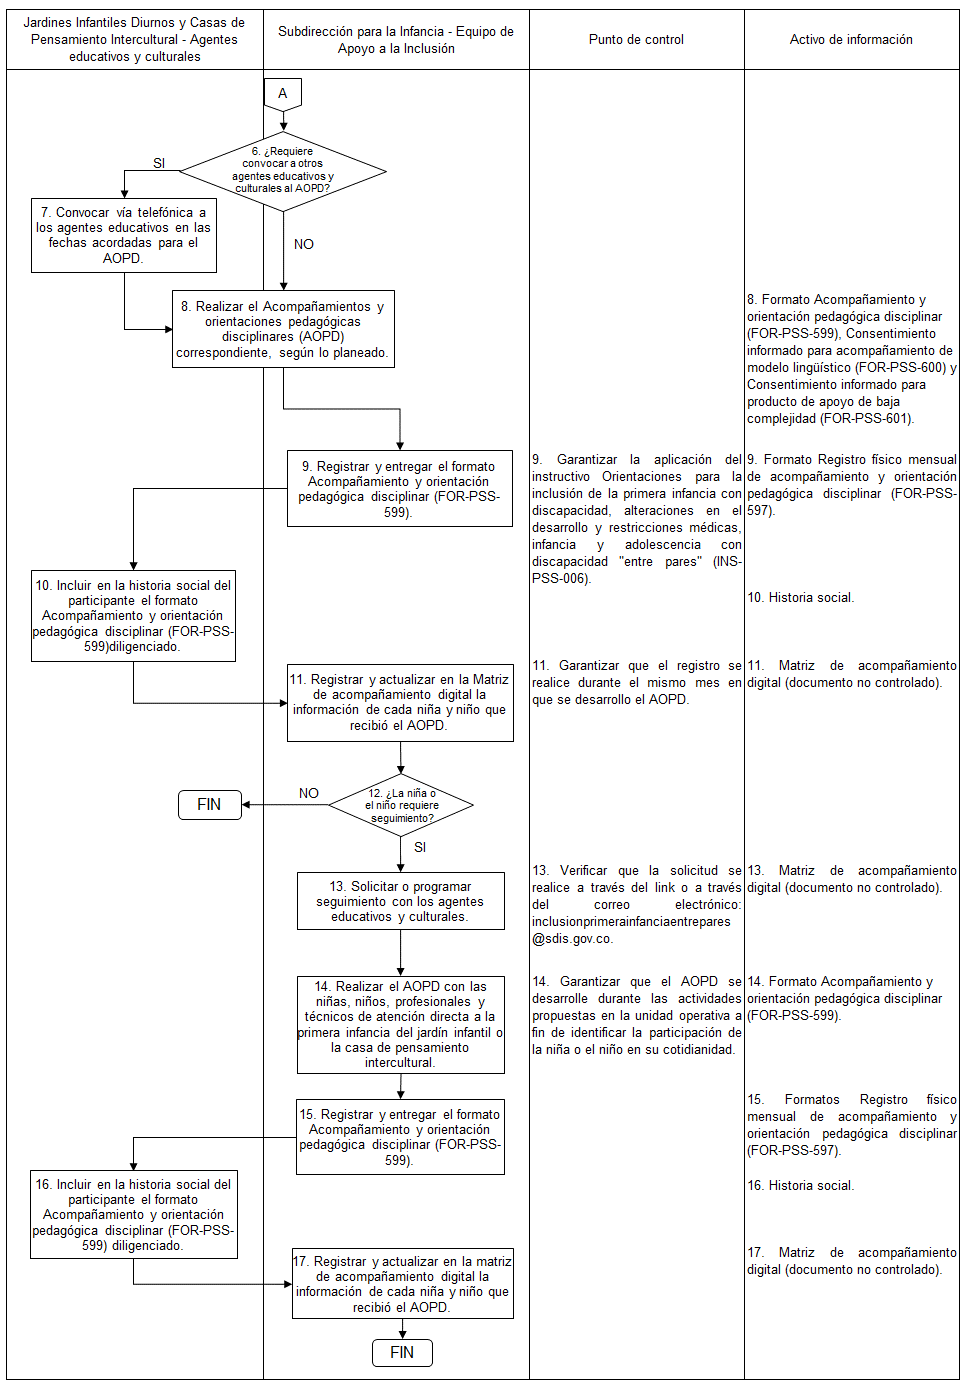 Jardines Infantiles Diurnos y Casas de
Pensamiento Intercultural - Agentes
educativos y culturales
Subdirección para la Infancia - Equipo de
Apoyo a la Inclusión
Punto de control
Activo de información
A
6. ¿Requiere
convocar a otros
agentes educativos y
culturales al AOPD?
SI
7. Convocar vía telefónica a
los agentes educativos en las
fechas acordadas para el
AOPD.
NO
8. Realizar el Acompañamientos y
orientaciones pedagógicas
disciplinares (AOPD)
correspondiente, según lo planeado.
8. Formato Acompañamiento y
orientación pedagógica disciplinar
(FOR-PSS-599), Consentimiento
informado para acompañamiento de
modelo lingüístico (FOR-PSS-600) y
Consentimiento informado para
producto de apoyo de baja
complejidad (FOR-PSS-601).
9. Registrar y entregar el formato
Acompañamiento y orientación
pedagógica disciplinar (FOR-PSS-
599).
9. Garantizar la aplicación del
instructivo Orientaciones para la
inclusión de la primera infancia con
discapacidad, alteraciones en el
desarrollo y restricciones médicas,
infancia y adolescencia con
discapacidad "entre pares" (INS-
PSS-006).
9. Formato Registro físico mensual
de acompañamiento y orientación
pedagógica disciplinar (FOR-PSS-
597).
10. Incluir en la historia social del
participante el formato
Acompañamiento y orientación
pedagógica disciplinar (FOR-PSS-
599)diligenciado.
10. Historia social.
11. Registrar y actualizar en la Matriz
de acompañamiento digital la
información de cada niña y niño que
recibió el AOPD.
11. Garantizar que el registro se
realice durante el mismo mes en
que se desarrollo el AOPD.
11. Matriz de acompañamiento
digital (documento no controlado).
12. ¿La niña o
el niño requiere
seguimiento?
NO
FIN
SI
13. Solicitar o programar
seguimiento con los agentes
educativos y culturales.
13. Verificar que la solicitud se
realice a través del link o a través
del correo electrónico:
inclusionprimerainfanciaentrepares
@sdis.gov.co.
13. Matriz de acompañamiento
digital (documento no controlado).
14. Realizar el AOPD con las
niñas, niños, profesionales y
técnicos de atención directa a la
primera infancia del jardín infantil o
la casa de pensamiento
intercultural.
14. Garantizar que el AOPD se
desarrolle durante las actividades
propuestas en la unidad operativa a
fin de identificar la participación de
la niña o el niño en su cotidianidad.
14. Formato Acompañamiento y
orientación pedagógica disciplinar
(FOR-PSS-599).
15. Registrar y entregar el formato
Acompañamiento y orientación
pedagógica disciplinar (FOR-PSS-
599).
15. Formatos Registro físico
mensual de acompañamiento y
orientación pedagógica disciplinar
(FOR-PSS-597).
16. Incluir en la historia social del
participante el formato
Acompañamiento y orientación
pedagógica disciplinar (FOR-PSS-
599) diligenciado.
16. Historia social.
17. Registrar y actualizar en la matriz
de acompañamiento digital la
información de cada niña y niño que
recibió el AOPD.
17. Matriz de acompañamiento
digital (documento no controlado).
FIN